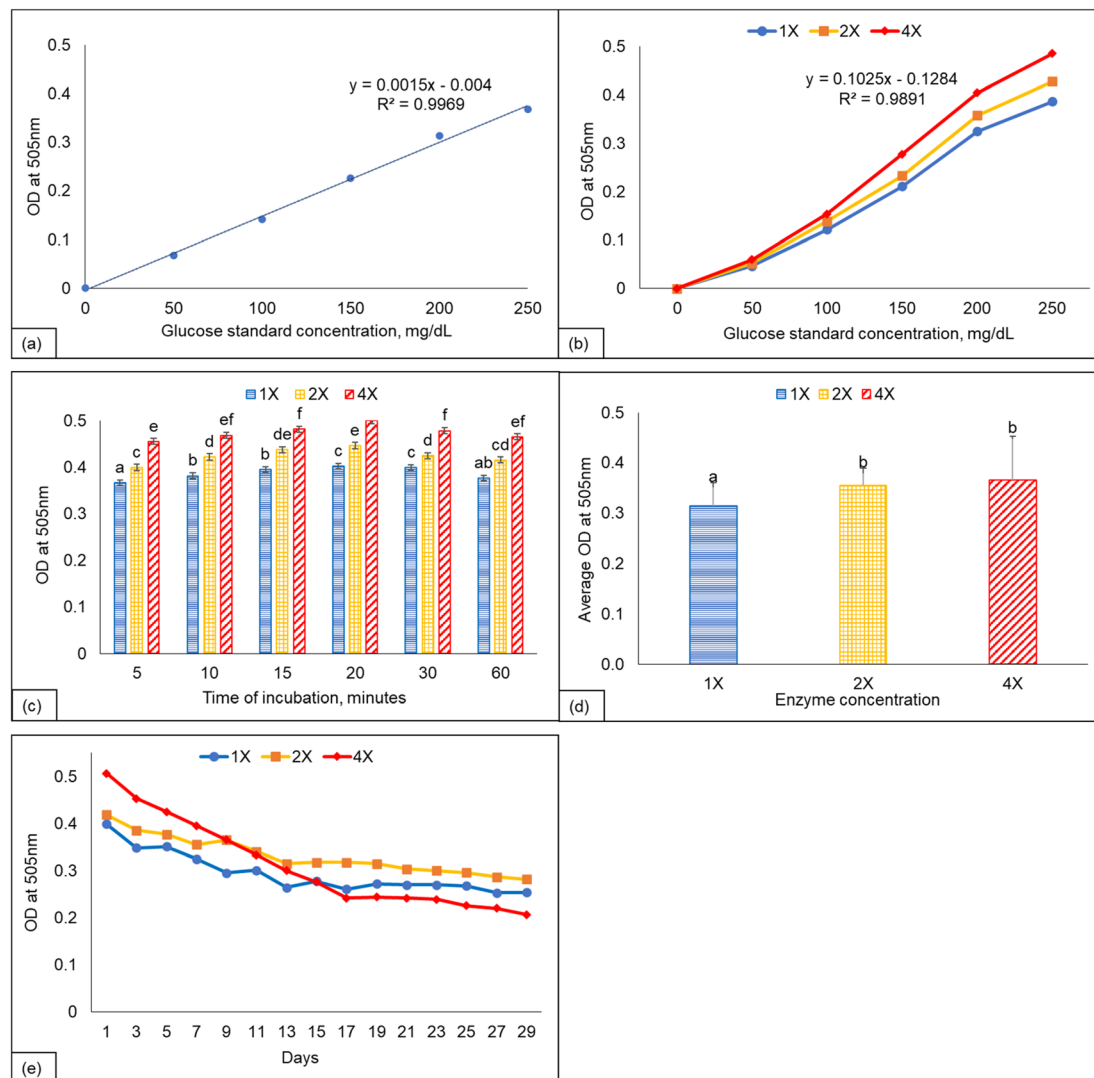 0.5
0.4
0.3
0.2
0.1
0
OD at 505nm
y = 0.0015x - 0.004
R² = 0.9969
0 50 100 150 200 250
Glucose standard concentration, mg/dL
(a)
1X 2X 4X
0.5
0.4
0.3
0.2
0.1
0
OD at 505nm
y = 0.1025x - 0.1284
R² = 0.9891
0 50 100 150 200 250
Glucose standard concentration, mg/dL
(b)
1X 2X 4X
0.5
0.4
0.3
0.2
0.1
0
OD at 505nm
a c e b d ef b de f c e c d f ab cd ef
5 10 15 20 30 60
Time of incubation, minutes
(c)
1X 2X 4X
0.5
0.4
0.3
0.2
0.1
0.0
Average OD at 505nm
a b b
1X 2X 4X
Enzyme concentration
(d)
1X 2X 4X
0.5
0.4
0.3
0.2
0.1
0
OD at 505nm
1 3 5 7 9 11 13 15 17 19 21 23 25 27 29
Days
(e)